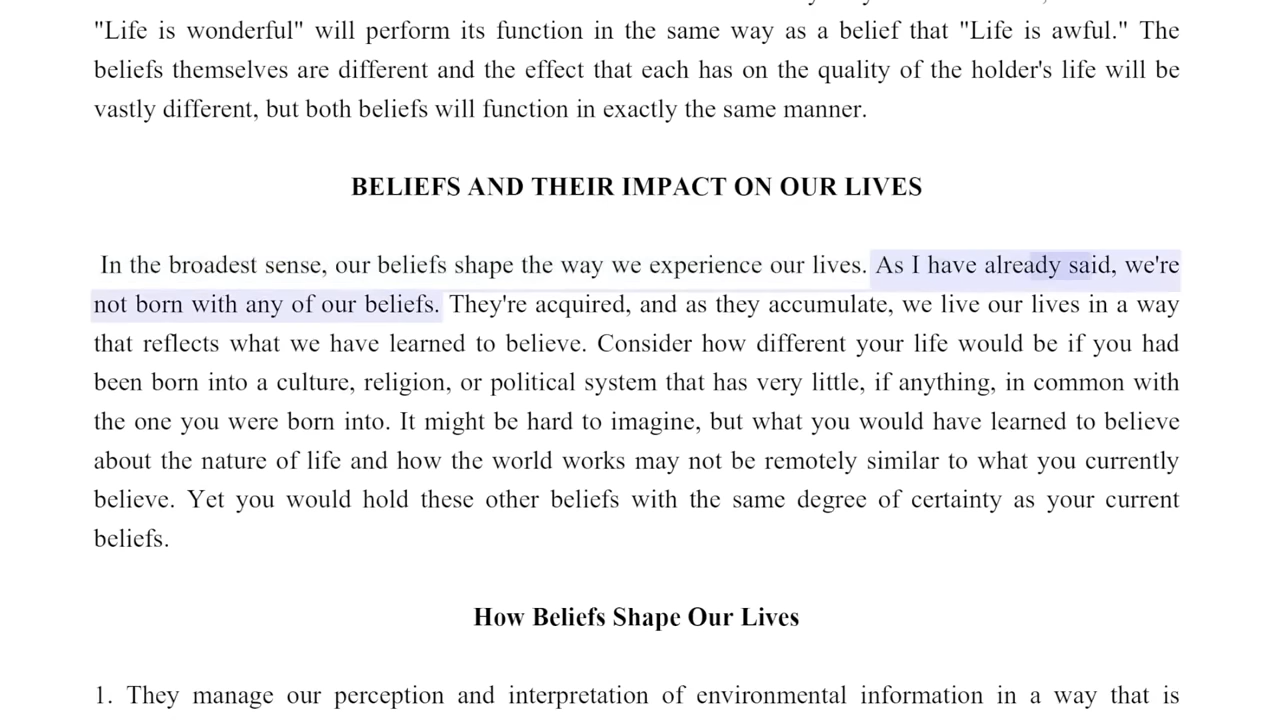 "Life is wonderful" will perform its function in the same way as a belief that "Life is awful." The
beliefs themselves are different and the effect that each has on the quality of the holder's life will be
vastly different, but both beliefs will function in exactly the same manner.
BELIEFS AND THEIR IMPACT ON OUR LIVES
In the broadest sense, our beliefs shape the way we experience our lives. As I have already said, we're
not born with any of our beliefs. They're acquired, and as they accumulate, we live our lives in a way
that reflects what we have learned to believe. Consider how different your life would be if you had
been born into a culture, religion, or political system that has very little, if anything, in common with
the one you were born into. It might be hard to imagine, but what you would have learned to believe
about the nature of life and how the world works may not be remotely similar to what you currently
believe. Yet you would hold these other beliefs with the same degree of certainty as your current
beliefs.
How Beliefs Shape Our Lives
1. They manage our perception and interpretation of environmental information in a way that is